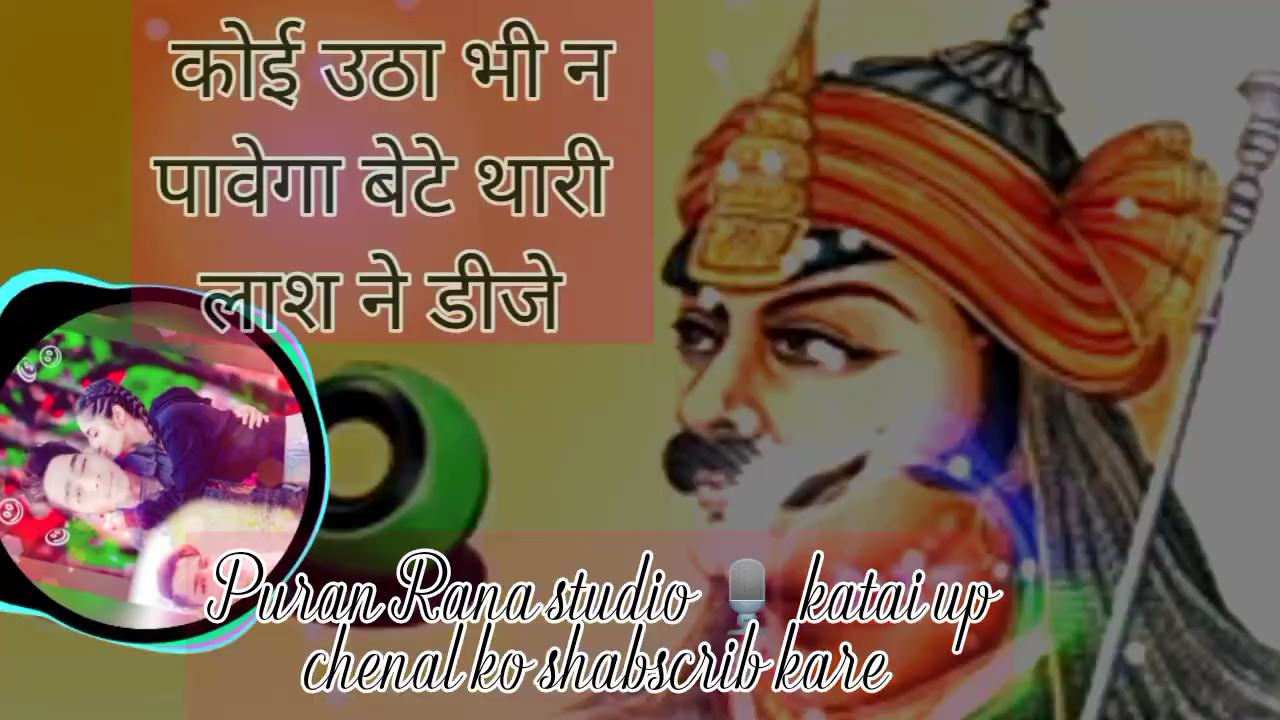 कोई उठा भी न
पावेगा बेटे थारी
लाश ने डीजे
Puran Rana studio 🎙️ katai up
chenal ko shabscrib kare